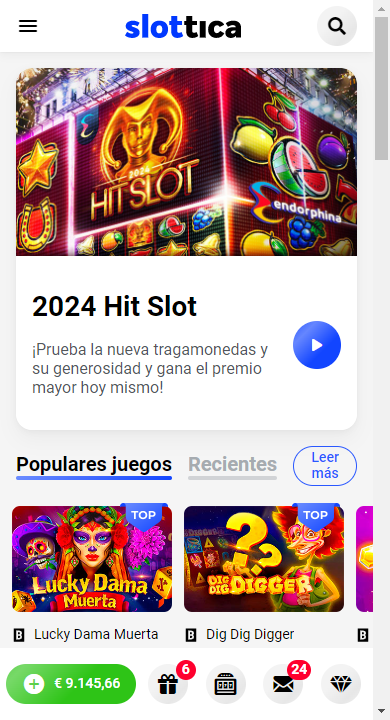 slottica
2024
HIT SLOT
endorphina
2024 Hit Slot
¡Prueba la nueva tragamonedas y
su generosidad y gana el premio
mayor hoy mismo!
Populares juegos
Recientes
Leer
más
TOP
TOP
Lucky Dama
Muerta
DIG DIG DIGGER
Lucky Dama Muerta
Dig Dig Digger
€ 9.145,66
6
24